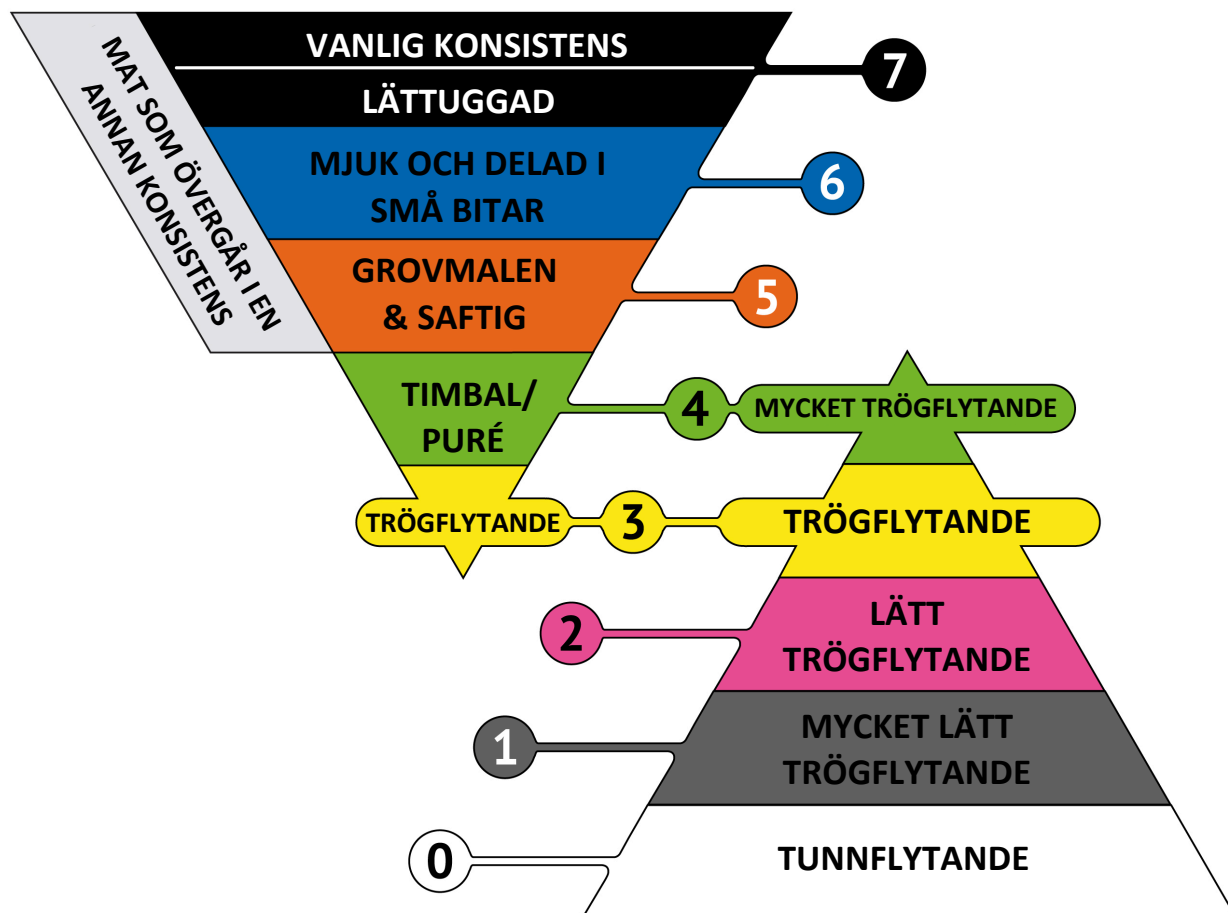 VANLIG KONSISTENS
7
LÄTTUGGAD
MAT SOM ÖVERGÅR I EN
ANNAN KONSISTENS
MJUK OCH DELAD I
SMÅ BITAR
6
GROVMALEN
& SAFTIG
5
TIMBAL/
PURÉ
4
MYCKET TRÖGFLYTANDE
TRÖGFLYTANDE
3
TRÖGFLYTANDE
2
LÄTT
TRÖGFLYTANDE
1
MYCKET LÄTT
TRÖGFLYTANDE
0
TUNNFLYTANDE